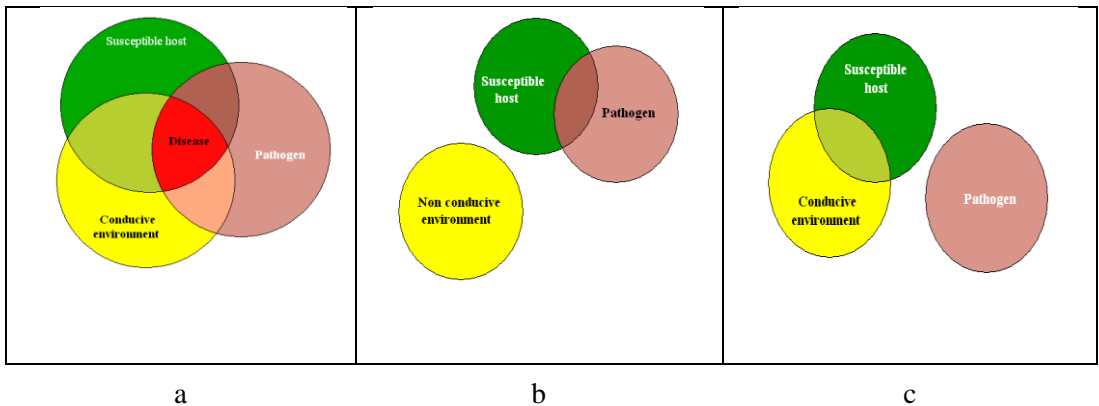 Susceptible host
Disease
Pathogen
Conducive
environment
Susceptible
host
Pathogen
Non conducive
environment
Susceptible
host
Conducive
environment
Pathogen
a
b
c